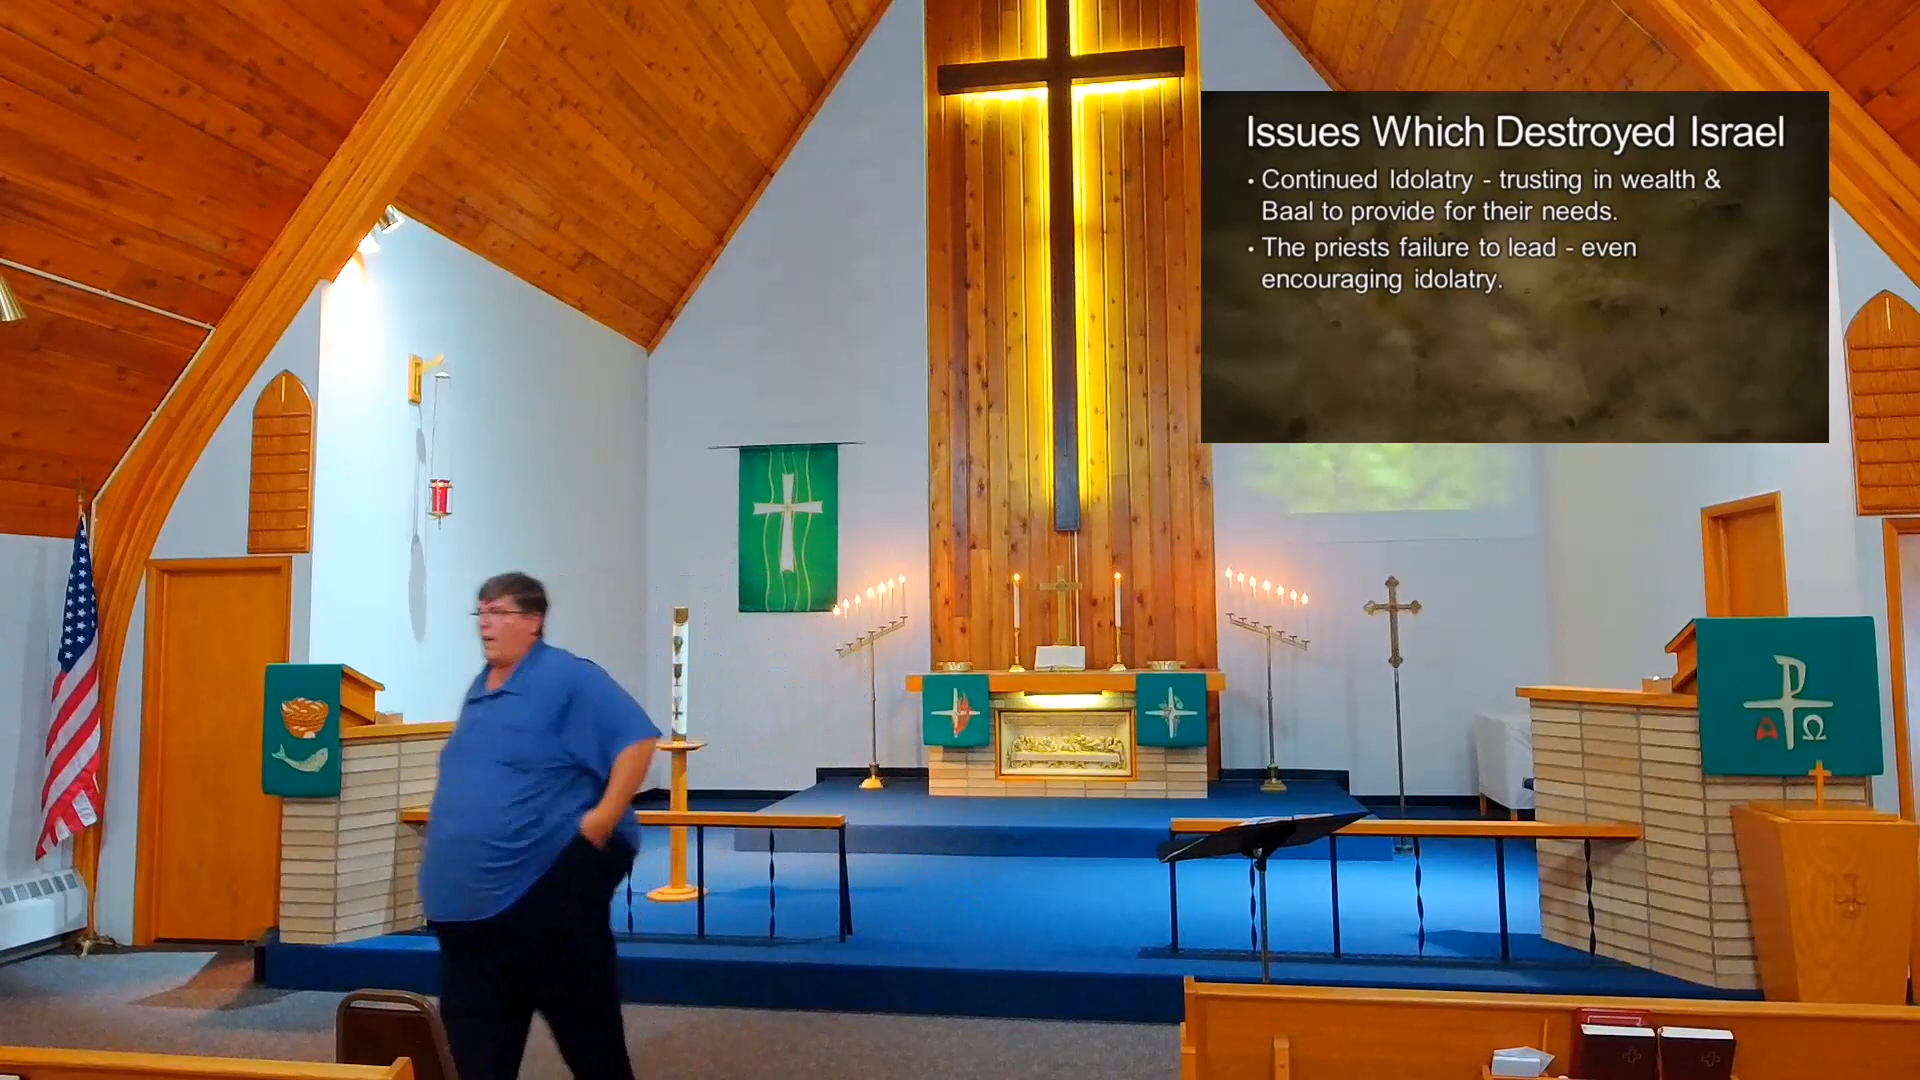 Issues Which Destroyed Israel
• Continued Idolatry - trusting in wealth &
Baal to provide for their needs.
• The priests failure to lead - even
encouraging idolatry.
Α Ω